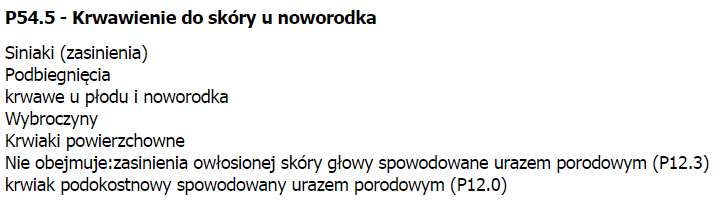 P54.5 - Krwawienie do skóry u noworodka
Siniaki (zasinienia)
Podbiegnięcia
krwawe u płodu i noworodka
Wybroczyny
Krwiaki powierzchowne
Nie obejmuje:zasinienia owłosionej skóry głowy spowodowane urazem porodowym (P12.3)
krwiak podokostnowy spowodowany urazem porodowym (P12.0)